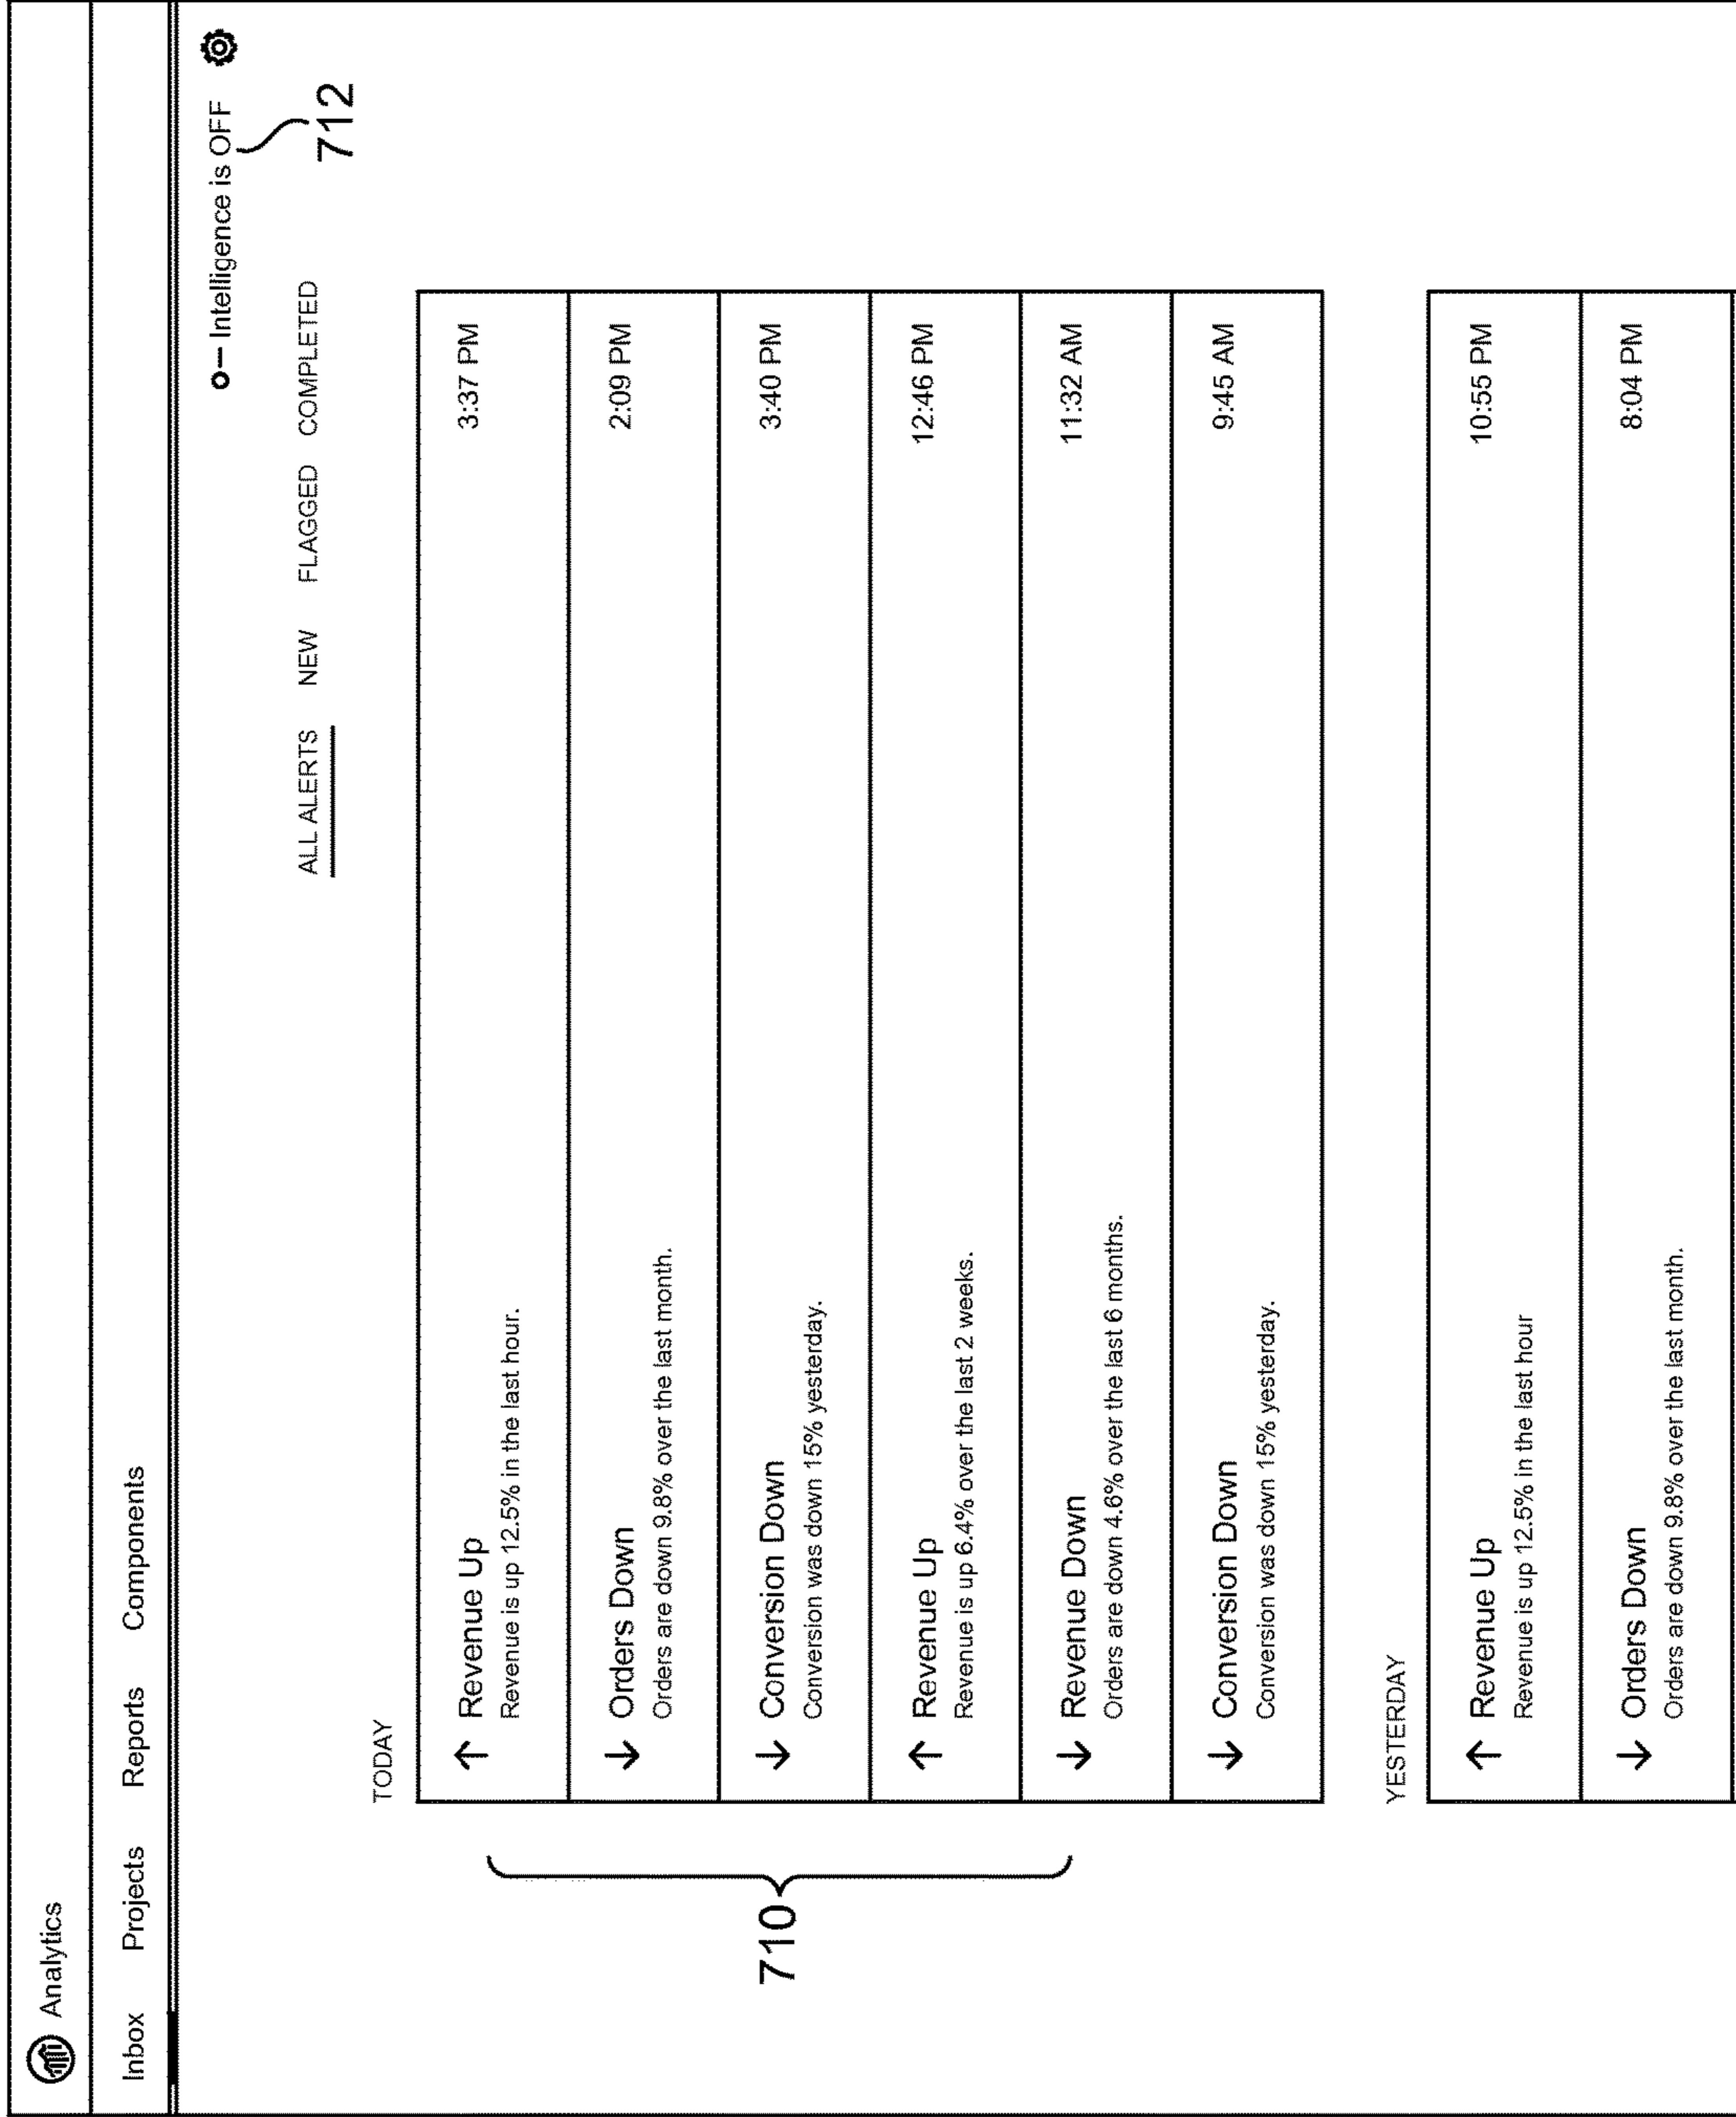 Analytics
Inbox Projects Reports Components
Intelligence is OFF
712
ALL ALERTS NEW FLAGGED COMPLETED
TODAY
710
Revenue Up 3:37 PM
Revenue is up 12.5% in the last hour.
Orders Down 2:09 PM
Orders are down 9.8% over the last month.
Conversion Down 3:40 PM
Conversion was down 15% yesterday.
Revenue Up 12:46 PM
Revenue is up 6.4% over the last 2 weeks.
Revenue Down 11:32 AM
Orders are down 4.6% over the last 6 months.
Conversion Down 9:45 AM
Conversion was down 15% yesterday.
YESTERDAY
Revenue Up 10:55 PM
Revenue is up 12.5% in the last hour
Orders Down 8:04 PM
Orders are down 9.8% over the last month.